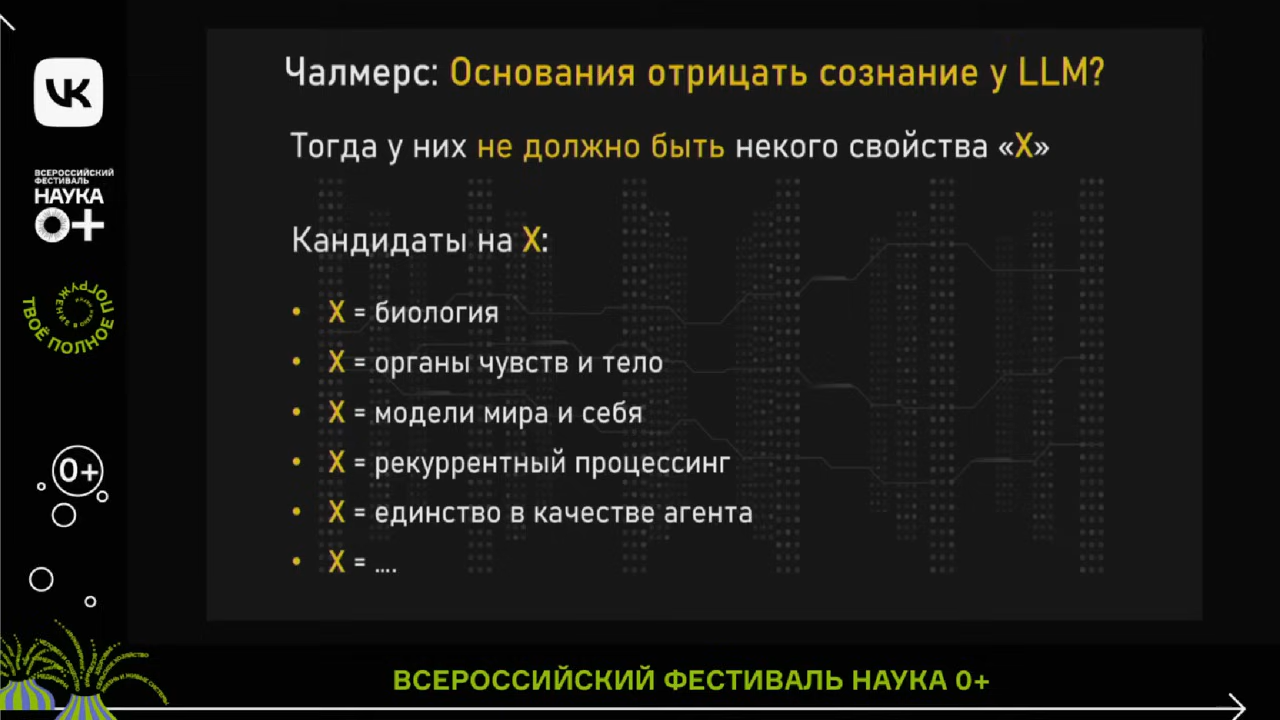 Чалмерс: Основания отрицать сознание у LLM?
Тогда у них не должно быть некого свойства «X»
Кандидаты на X:
• X = биология
• X = органы чувств и тело
• X = модели мира и себя
• X = рекуррентный процессинг
• X = единство в качестве агента
• X = ....
VK
ВСЕРОССИЙСКИЙ
ФЕСТИВАЛЬ
НАУКА
0+
ТВОЁ ПОЛНОЕ ПОГРУЖЕНИЕ
0+
ВСЕРОССИЙСКИЙ ФЕСТИВАЛЬ НАУКА 0+